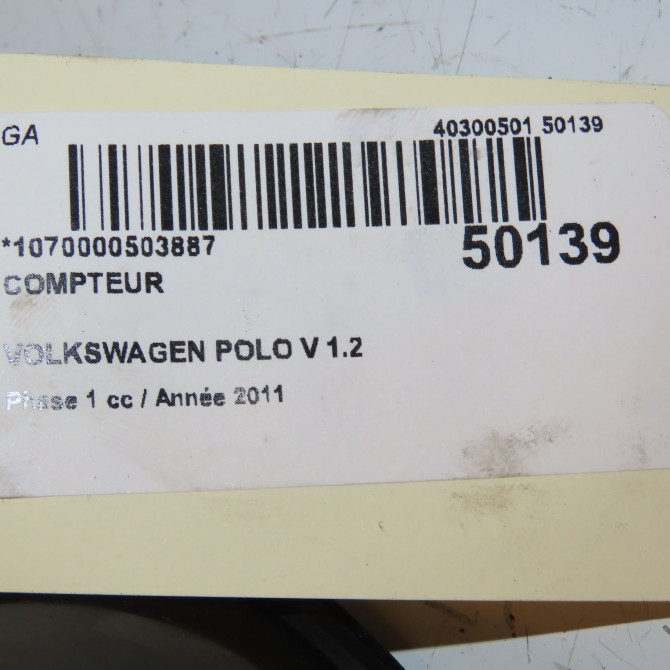 GA
40300501 50139
*1070000503887
50139
COMPTEUR
VOLKSWAGEN POLO V 1.2
Phase 1 cc / Année 2011